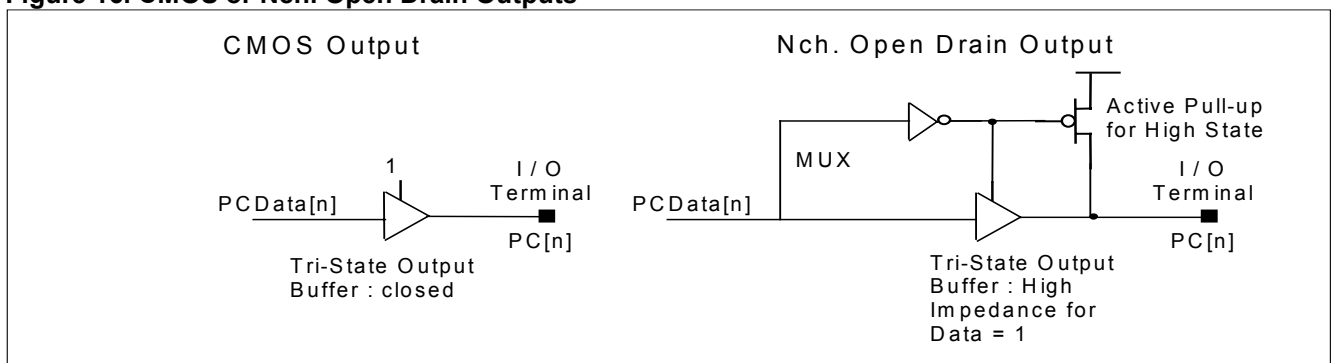 Figure 16. CMOS or Nch. Open Drain Outputs
CMOS Output
Nch. Open Drain Output
Active Pull-up
for High State
MUX
1
I / O
Terminal
PCData[n]
PC[n]
Tri-State Output
Buffer : closed
PCData[n]
I / O
Terminal
PC[n]
Tri-State Output
Buffer : High
Impedance for
Data = 1